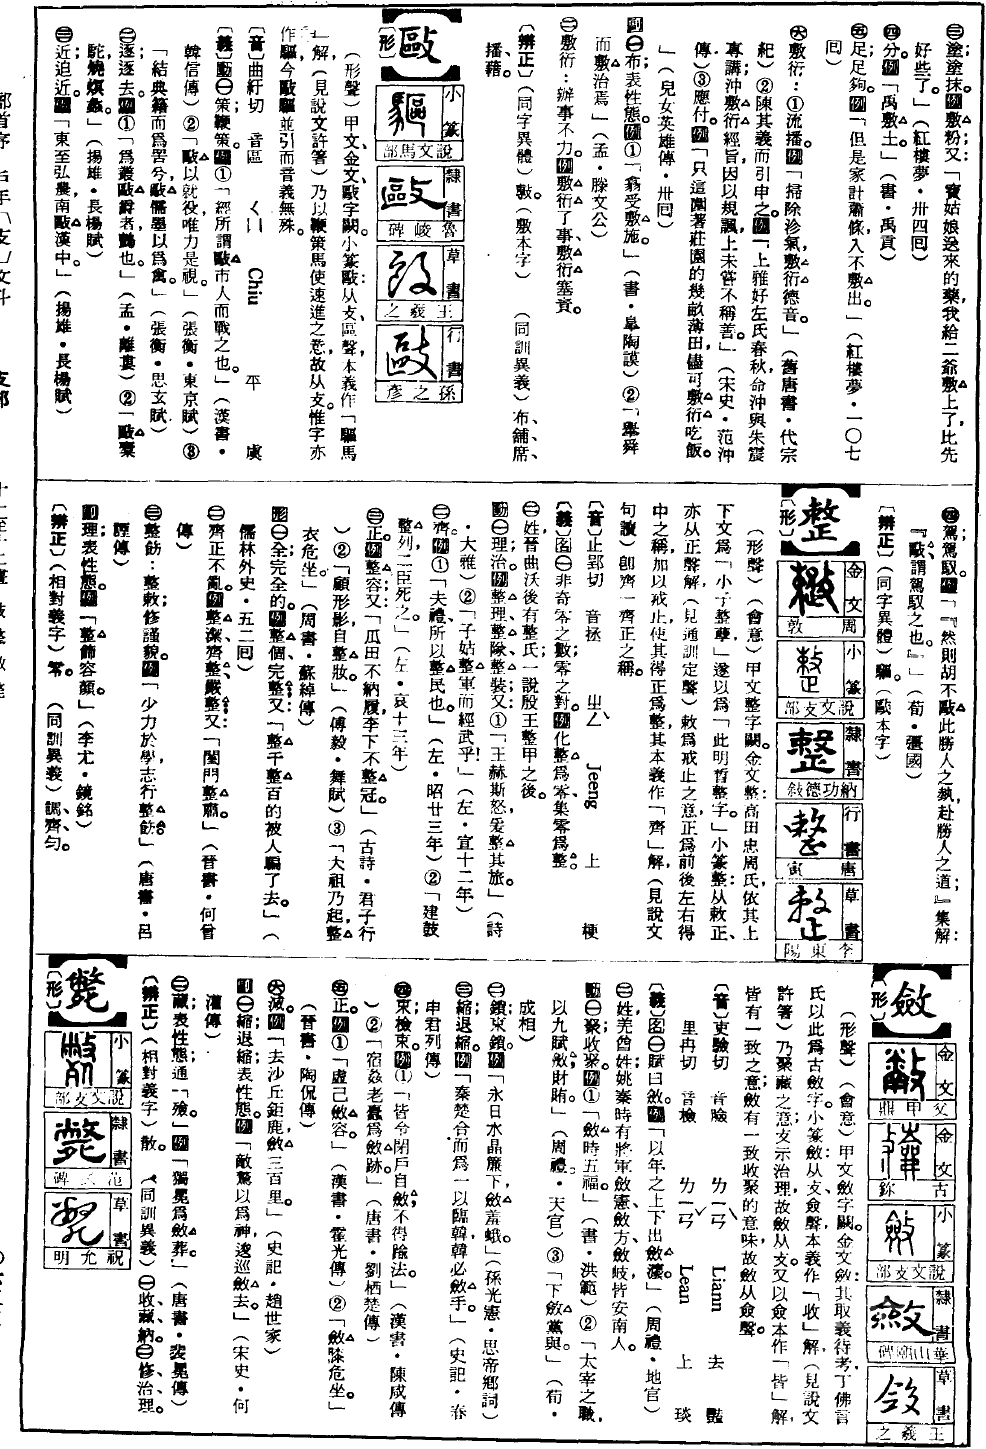 ㊂塗；塗抹。例敷粉；又：「寶姑娘送來的藥，我給二爺敷上了，比先
好些了。」（紅樓夢・卅四回）
㊃分。例「禹敷土」（書・禹貢）
㊄足；足夠。例「但是家計蕭條，入不敷出」（紅樓夢・一○七
回）
㊅敷衍：①流播。例「掃除沴氣，敷衍德音。」（舊唐書・代宗
紀）②陳其義而引申之。例「上雅好左氏春秋，命沖與朱震
專講。沖敷衍經旨，因以規諷，上未嘗不稱善。」（宋史・范沖
傳）③應付。例「只這圍著莊園的幾畝薄田，儘可敷衍吃飯。
」（兒女英雄傳・卅回）
副㊀布；表性態。例①「翕受敷施。」（書・皋陶謨）②「舉舜
而敷治焉」（孟・滕文公）
㊁敷衍：辦事不力。例敷衍了事，敷衍塞責。
〔辨正〕（同字異體）敷（敷本字）　（同訓異義）布、舖、席、
播、藉。
敺
〔形〕
小篆　說文馬部
隸書　魯峻碑
草書　王羲之
行書　孫之彥
（形聲）甲文金文敺字闕。小篆敺：从攴，區聲，本義作「驅馬
」解（見說文許箸）乃以鞭策馬使速進之意，故从攴。惟字亦
作驅，今敺驅並引而音義無殊。
〔音〕曲紆切　音區　ㄑㄩ　Chiu　平　虞
〔義〕動㊀策；鞭策。例①「經所謂敺市人而戰之也。」（漢書・
韓信傳）②「敺以就役，唯力是視。」（張衡・東京賦）③
「結典籍而爲罟兮，敺儒墨以爲禽。」（張衡・思玄賦）
㊁逐；逐去。例①「爲叢敺爵者，鸇也。」（孟・離婁）②「敺橐
駝，燒熐蠡。」（揚雄・長楊賦）
㊂近；迫近。例「東至弘農，南敺漢中。」（揚雄・長楊賦）
㊃駕；駕馭。例「『然則胡不敺此勝人之埶，赴勝人之道；』集解：
『敺，謂駕馭之也。』」（荀・彊國）
〔辨正〕（同字異體）驅（敺本字）
整
〔形〕
金文　周敦
小篆　說文攴部
隸書　納功德敍
行書　唐寅
草書　李東陽
（形聲）（會意）甲文整字闕。金文整：高田忠周氏，依其上
下文爲「小子整孽」遂以爲「此明晳整字。」小篆整：从敕正、
亦从正聲解（見通訓定聲）敕爲戒止之意，正爲前後左右得
中之稱，加以戒止，使其得正爲整，其本義作「齊」解，（見說文
句讀）創齊一齊正之稱。
〔音〕止郢切　音拯　ㄓㄥˇ　Jeeng　上　梗
〔義〕名㊀非奇零之數；零之對。例化整爲零，集零爲整。
㊁姓；晉曲沃後有整氏；一說殷王整甲之後。
動㊀理；治。例整理，整隊，整裝；又：①「王赫斯怒，爰整其旅。」（詩
・大雅）②「子姑整軍而經武乎！」（左・宣十二年）
㊁齊。例①「夫禮，所以整民也。」（左・昭廿三年）②「建鼓
整列，二臣死之。」（左・哀十三年）
㊂正。例整容；又：「瓜田不納履，李下不整冠。」（古詩・君子行
）②「顧形影，自整妝。」（傅毅・舞賦）③「大祖乃起，整
衣危坐。」（周書・蘇綽傳）
形㊀全；完全的。例整個，完整；又：「整千整百的被人騙了去。」（
儒林外史・五二回）
㊁齊；正；不亂。例整潔，齊整，嚴整；又：「閨門整肅。」（晉書・何曾
傳）
㊂整飭：整敕；修謹貌。例「少力於學，志行整飭」（唐書・呂
諲傳）
副理；表性態。例「整飾容顏。」（李尤・鏡銘）
〔辨正〕（相對義字）零。　（同訓異義）調、齊、勻。
斂
〔形〕
金文　父甲鼎
金文　古鉨
小篆　說文攴部
隸書　華山廟碑
草書　王羲之
（形聲）（會意）甲文斂字闕。金文斂：其取義待考。丁佛言
氏以此爲古斂字。小篆斂：从攴，僉聲，本義作「收」解，（見說文
許箸）乃聚藏之意；攴示治理，故斂从攴。又以僉本作「皆」解，
皆有一致之意；斂有一致收聚的意味，故斂从僉聲。
〔音〕吏驗切　音殮　ㄌㄧㄢˋ　Liann　去　豔
里冉切　音檢　ㄌㄧㄢˇ　Lean　上　琰
〔義〕名㊀賦曰斂。例「以年之上下出斂灋。」（周禮・地官）
㊁姓；羌酋姓；姚秦時有將軍斂憲、斂方、斂岐，皆安南人。
動㊀聚；收聚。例①「斂時五福。」（書・洪範）②「太宰之職，
以九賦斂財賄。」（周禮・天官）③「下斂黨與。」（荀・
成相）
㊁鎖；束鎖。例「永日水晶簾下斂羞蛾。」（孫光憲・思帝鄉詞）
㊂縮；退縮。例「秦楚合而爲一以臨韓，韓必斂手。」（史記・春
申君列傳）
㊃束；檢束。例①「皆令閉戶自斂，不得踰法。」（漢書・陳咸傳
）②「宿姦老蠹爲斂跡。」（唐書・劉栖楚傳）
㊄正。例①「虛己斂容」（漢書・霍光傳）②「斂膝危坐。」
（晉書・陶侃傳）
㊅減。例「去沙丘、鉅鹿斂三百里。」（史記・趙世家）
副㊀縮；退縮；表性態。例「敵驚以爲神，遂巡斂去。」（宋史・何
灌傳）
㊁藏；表性態；通「殮」例「獨冕爲斂葬。」（唐書・裴冕傳）
〔辨正〕（相對義字）散。　（同訓異義）㊀收、藏、納。㊁修、治、理。
斃
〔形〕
小篆　說文攴部
隸書
草書　祝允明